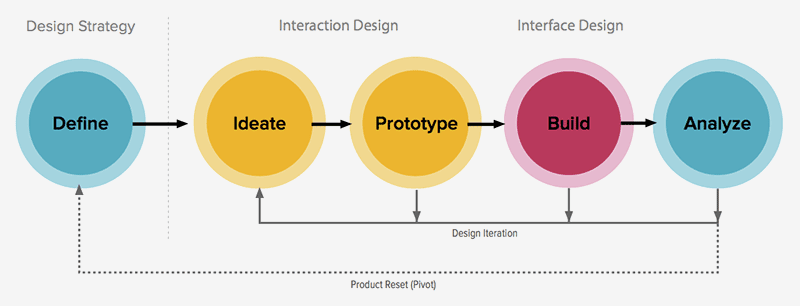 Design Strategy
Interaction Design
Interface Design
Define
Ideate
Prototype
Build
Analyze
Design Iteration
Product Reset (Pivot)